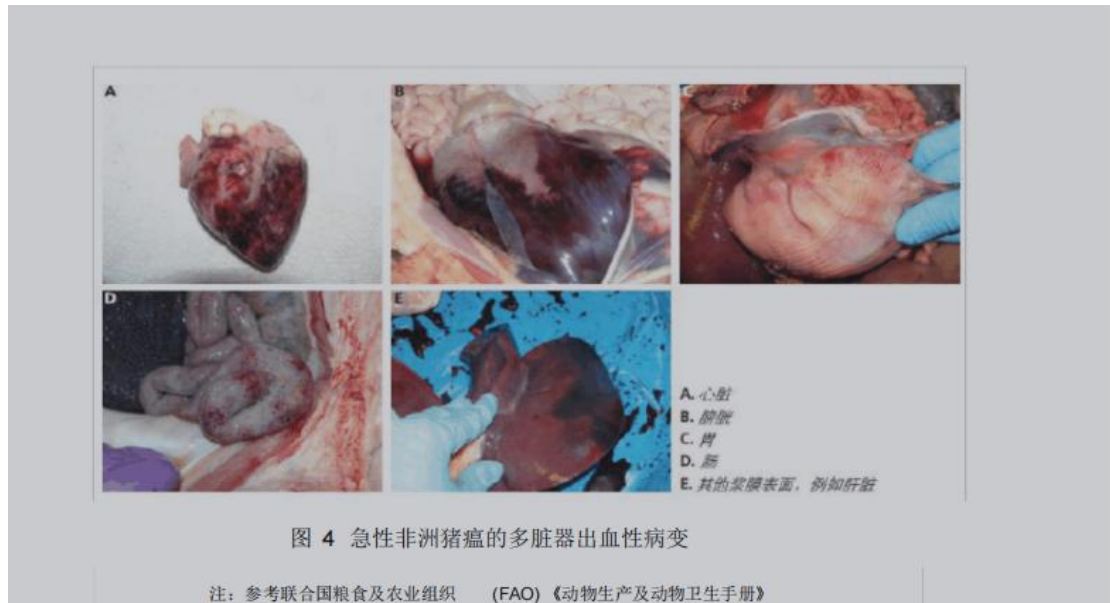 A
B
C
D
E
A. 心脏
B. 膀胱
C. 胃
D. 肠
E. 其他浆膜表面，例如肝脏
图 4 急性非洲猪瘟的多脏器出血性病变
注：参考联合国粮食及农业组织 (FAO)《动物生产及动物卫生手册》